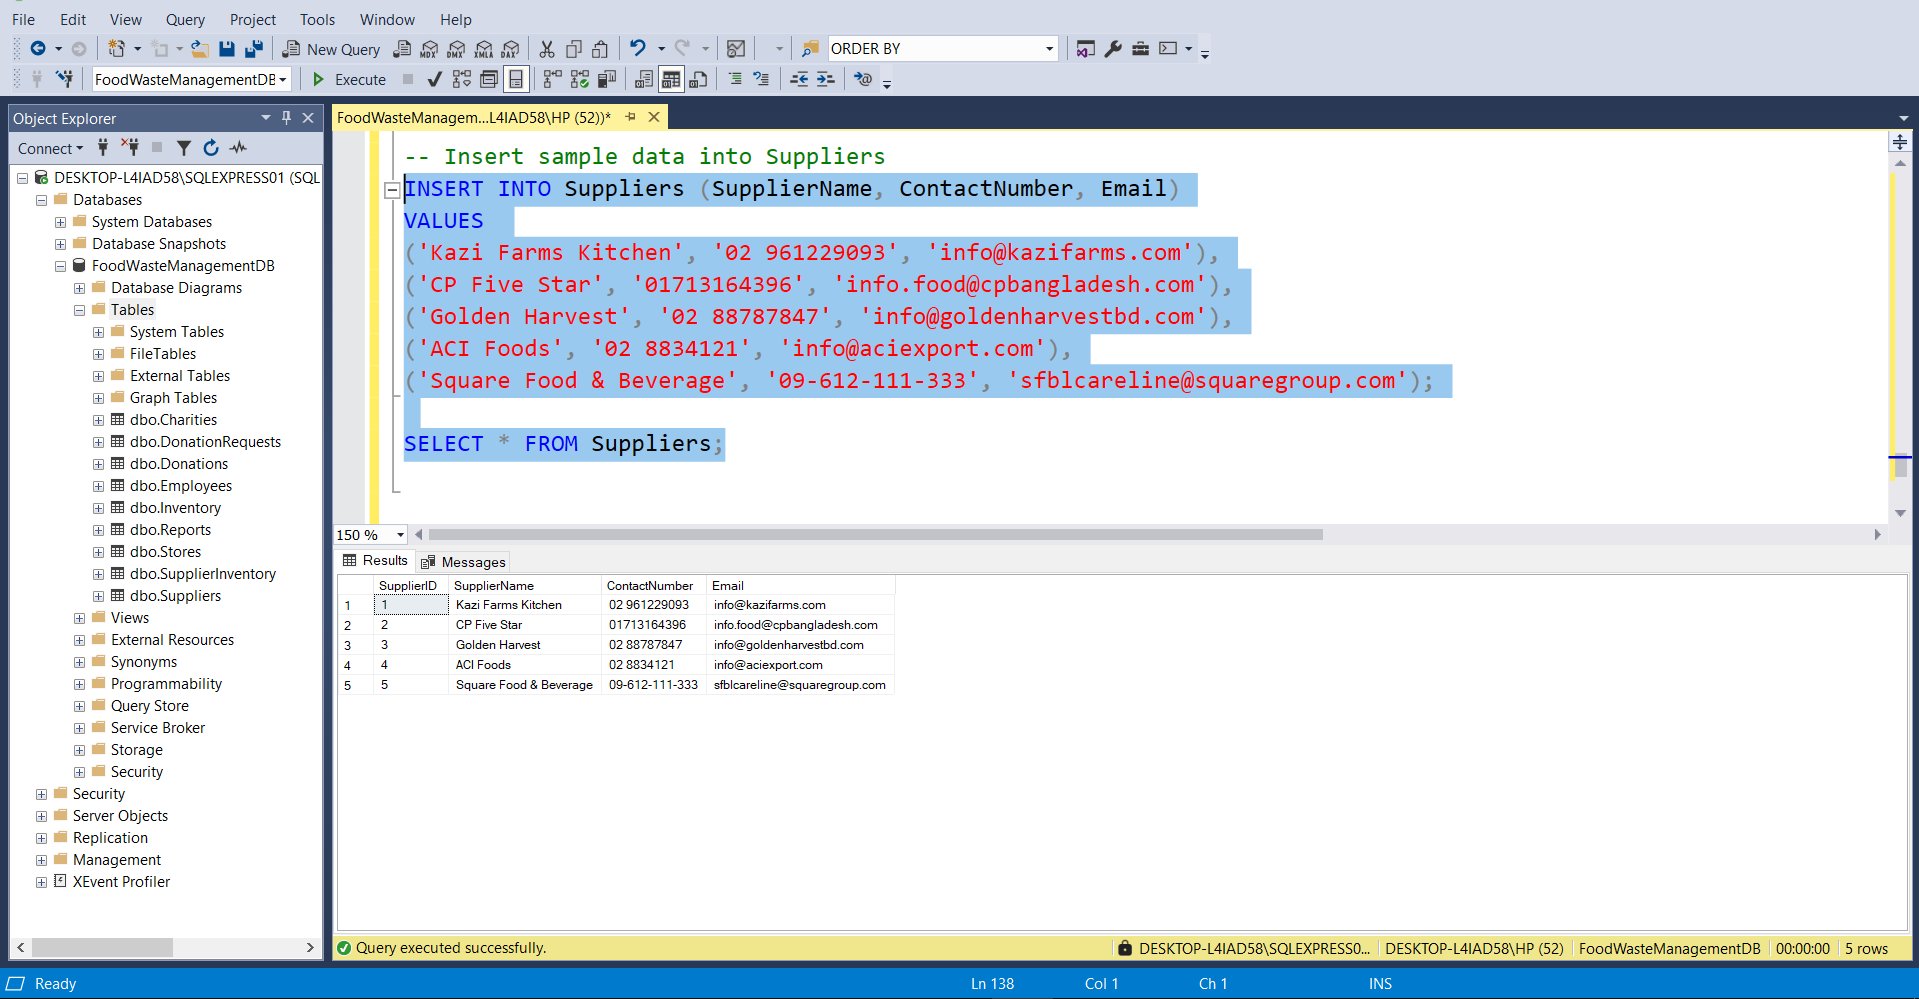 File Edit View Query Project Tools Window Help
New Query MDX DMX XMLA DAX ORDER BY
FoodWasteManagementDB Execute
Object Explorer
Connect
DESKTOP-L4IAD58\SQLEXPRESS01 (SQL
Databases
System Databases
Database Snapshots
FoodWasteManagementDB
Database Diagrams
Tables
System Tables
FileTables
External Tables
Graph Tables
dbo.Charities
dbo.DonationRequests
dbo.Donations
dbo.Employees
dbo.Inventory
dbo.Reports
dbo.Stores
dbo.SupplierInventory
dbo.Suppliers
Views
External Resources
Synonyms
Programmability
Query Store
Service Broker
Storage
Security
Security
Server Objects
Replication
Management
XEvent Profiler
FoodWasteManagem...L4IAD58\HP (52))*
-- Insert sample data into Suppliers
INSERT INTO Suppliers (SupplierName, ContactNumber, Email)
VALUES
('Kazi Farms Kitchen', '02 961229093', 'info@kazifarms.com'),
('CP Five Star', '01713164396', 'info.food@cpbangladesh.com'),
('Golden Harvest', '02 88787847', 'info@goldenharvestbd.com'),
('ACI Foods', '02 8834121', 'info@aciexport.com'),
('Square Food & Beverage', '09-612-111-333', 'sfblcareline@squaregroup.com');
SELECT * FROM Suppliers;
150 %
Results Messages
SupplierID SupplierName ContactNumber Email
1 1 Kazi Farms Kitchen 02 961229093 info@kazifarms.com
2 2 CP Five Star 01713164396 info.food@cpbangladesh.com
3 3 Golden Harvest 02 88787847 info@goldenharvestbd.com
4 4 ACI Foods 02 8834121 info@aciexport.com
5 5 Square Food & Beverage 09-612-111-333 sfblcareline@squaregroup.com
Query executed successfully. DESKTOP-L4IAD58\SQLEXPRESS0... DESKTOP-L4IAD58\HP (52) FoodWasteManagementDB 00:00:00 5 rows
Ready Ln 138 Col 1 Ch 1 INS